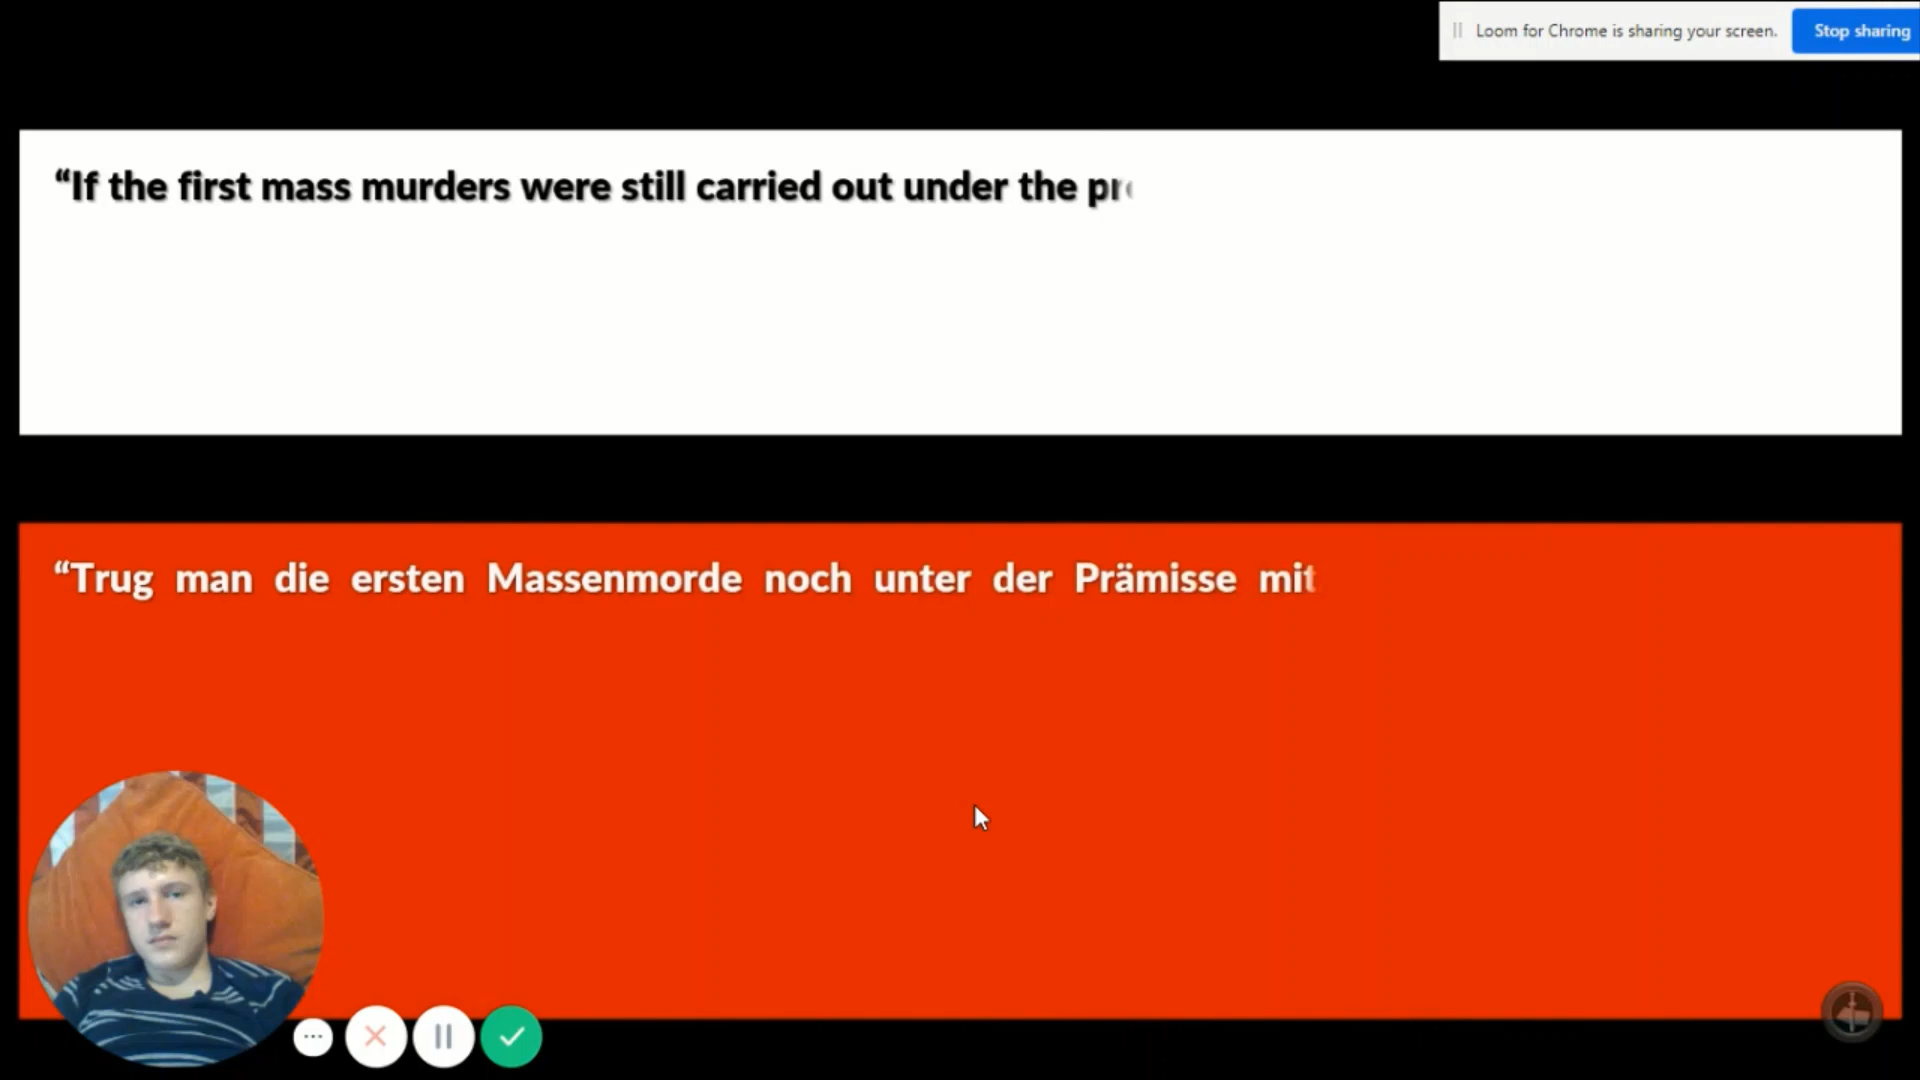 Loom for Chrome is sharing your screen.
Stop sharing
“If the first mass murders were still carried out under the
“Trug man die ersten Massenmorde noch unter der Prämisse mit